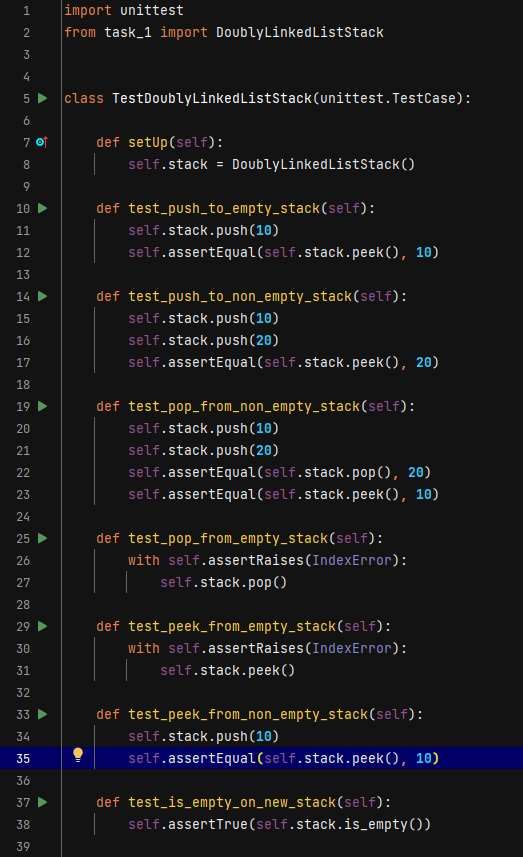 1 import unittest
2 from task_1 import DoublyLinkedListStack
3
4
5 class TestDoublyLinkedListStack(unittest.TestCase):
6
7     def setUp(self):
8         self.stack = DoublyLinkedListStack()
9
10     def test_push_to_empty_stack(self):
11         self.stack.push(10)
12         self.assertEqual(self.stack.peek(), 10)
13
14     def test_push_to_non_empty_stack(self):
15         self.stack.push(10)
16         self.stack.push(20)
17         self.assertEqual(self.stack.peek(), 20)
18
19     def test_pop_from_non_empty_stack(self):
20         self.stack.push(10)
21         self.stack.push(20)
22         self.assertEqual(self.stack.pop(), 20)
23         self.assertEqual(self.stack.peek(), 10)
24
25     def test_pop_from_empty_stack(self):
26         with self.assertRaises(IndexError):
27             self.stack.pop()
28
29     def test_peek_from_empty_stack(self):
30         with self.assertRaises(IndexError):
31             self.stack.peek()
32
33     def test_peek_from_non_empty_stack(self):
34         self.stack.push(10)
35         self.assertEqual(self.stack.peek(), 10)
36
37     def test_is_empty_on_new_stack(self):
38         self.assertTrue(self.stack.is_empty())
39